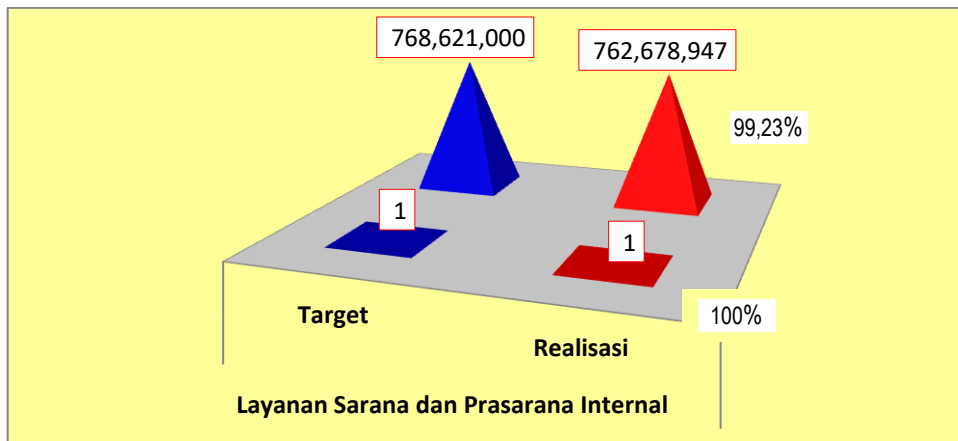 768,621,000
762,678,947
99,23%
1
1
100%
Target
Realisasi
Layanan Sarana dan Prasarana Internal